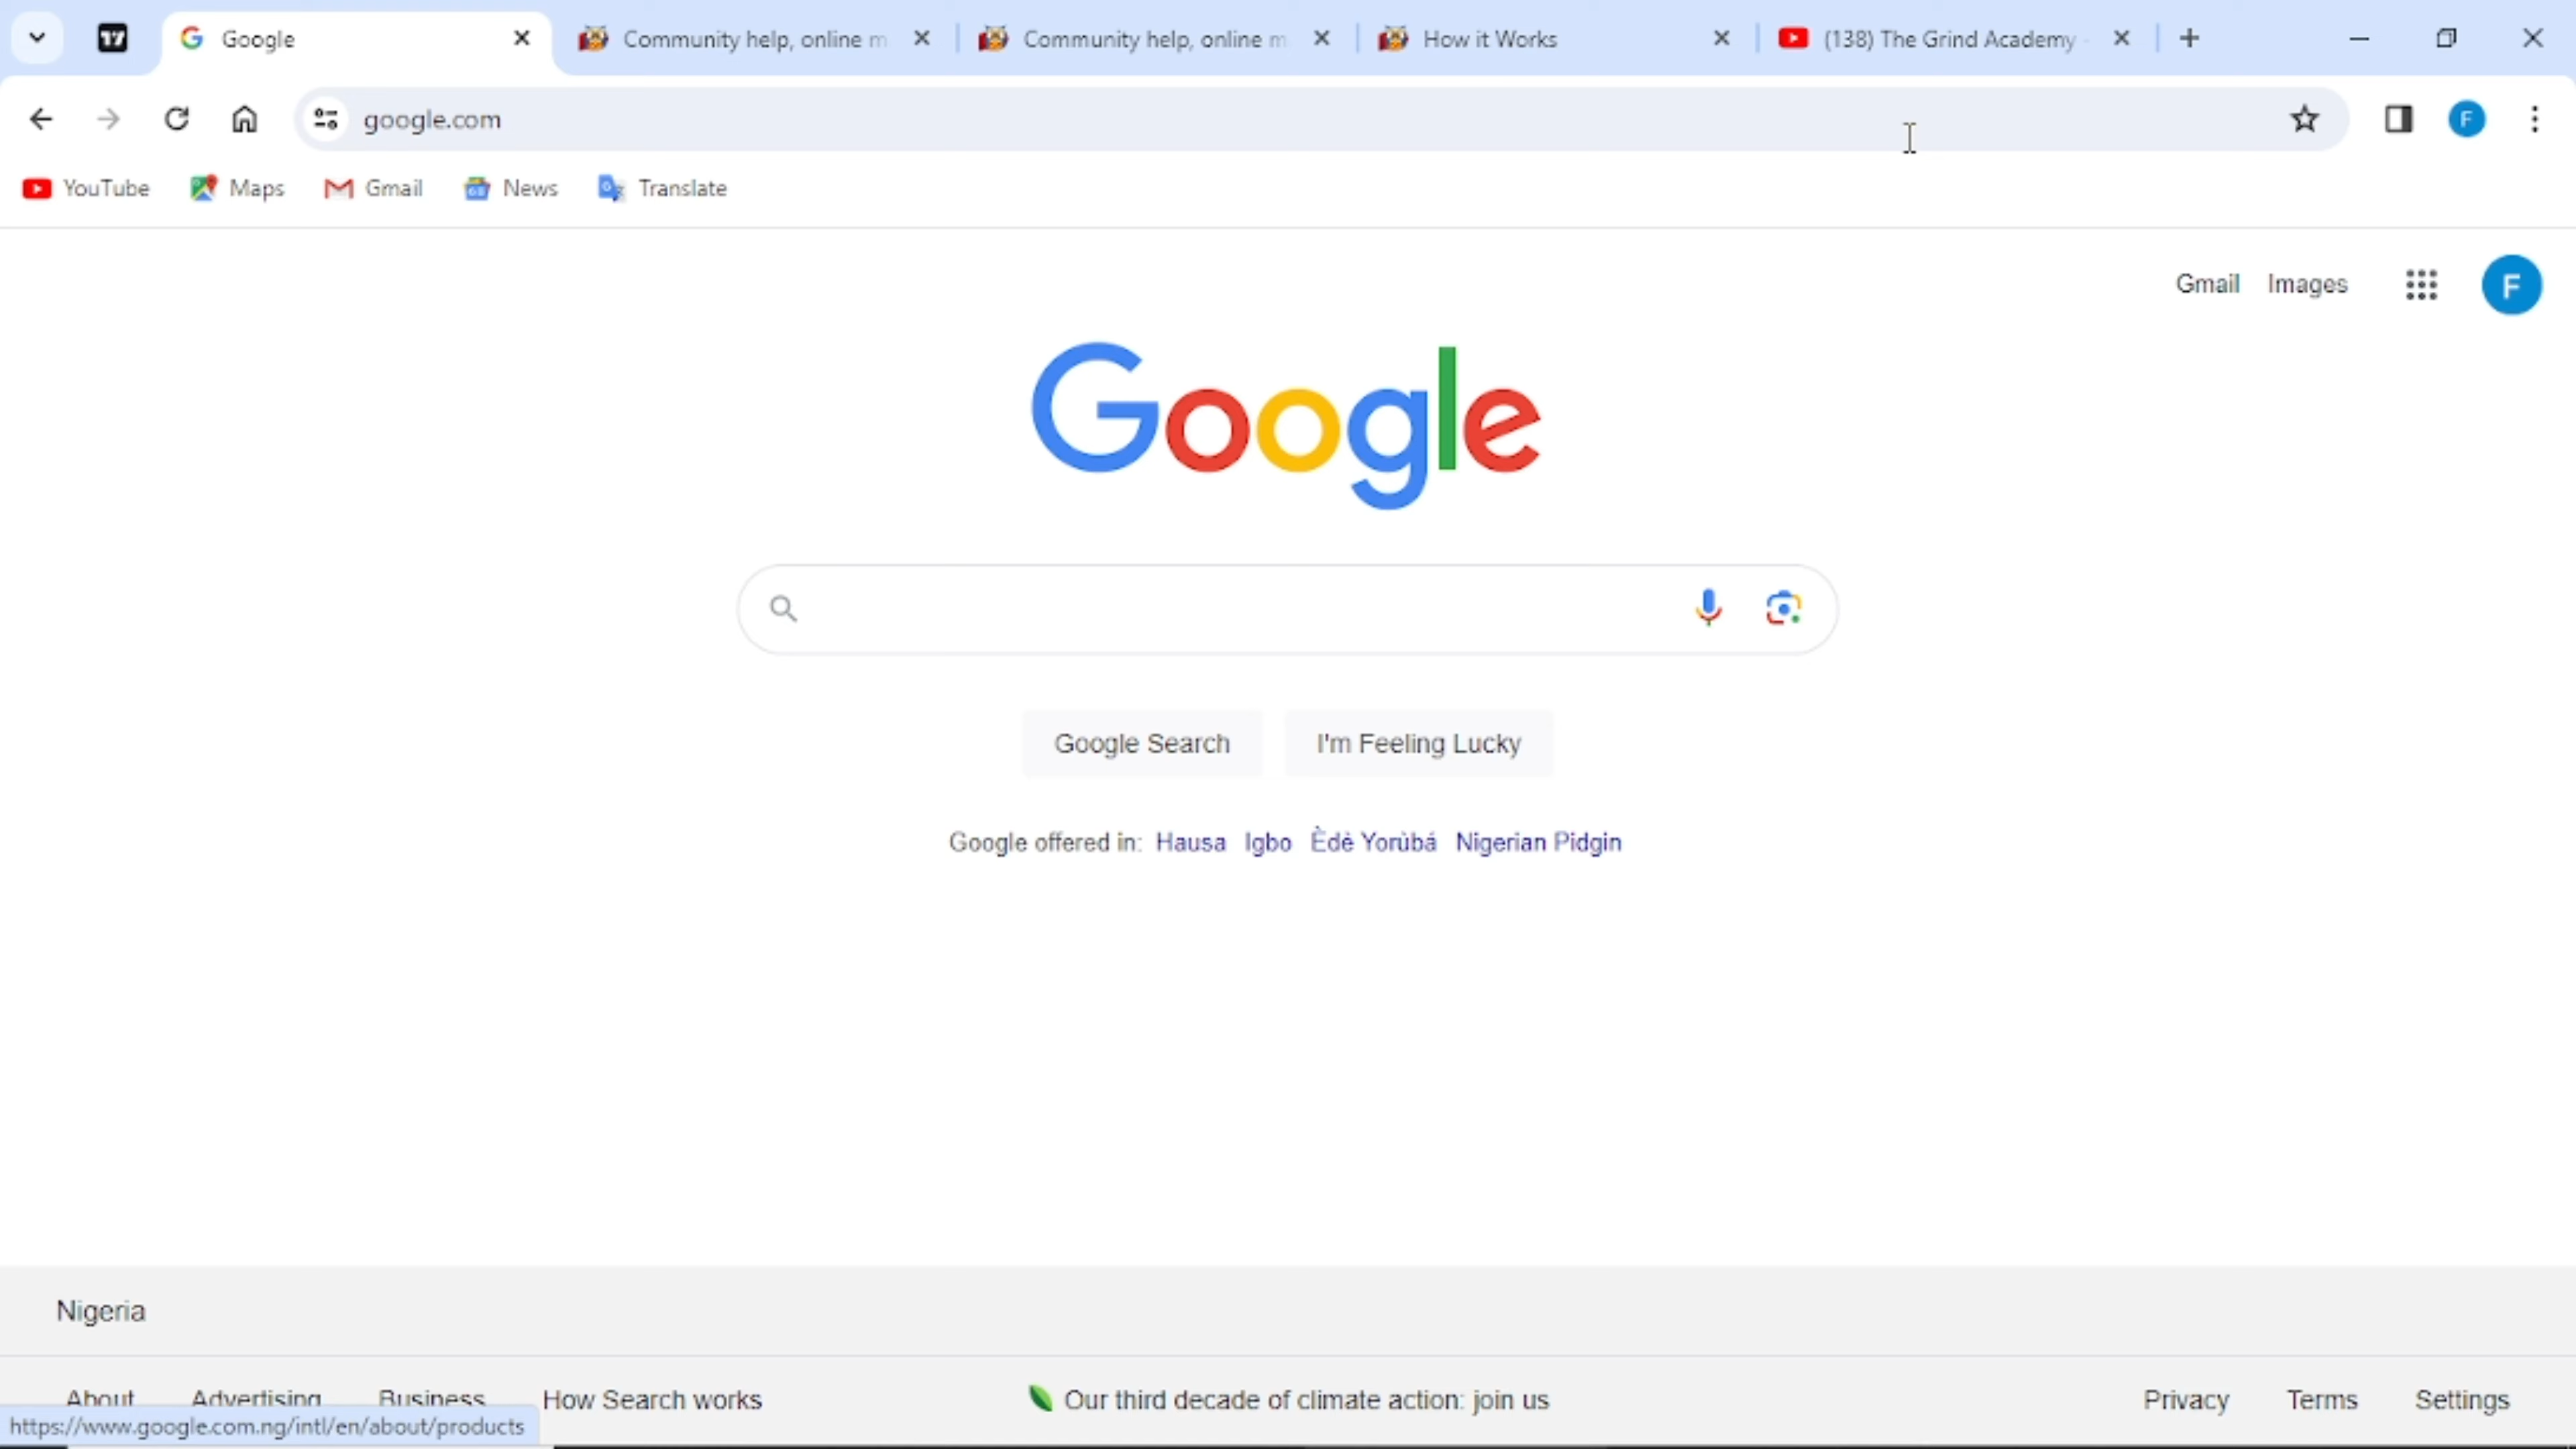 Google
Community help, online m
Community help, online m
How it Works
(138) The Grind Academy -
google.com
YouTube
Maps
Gmail
News
Translate
Gmail
Images
F
F
Google
Google Search
I'm Feeling Lucky
Google offered in: Hausa Igbo Èdè Yorùbá Nigerian Pidgin
Nigeria
About
Advertising
Business
How Search works
Our third decade of climate action: join us
Privacy
Terms
Settings
https://www.google.com.ng/intl/en/about/products